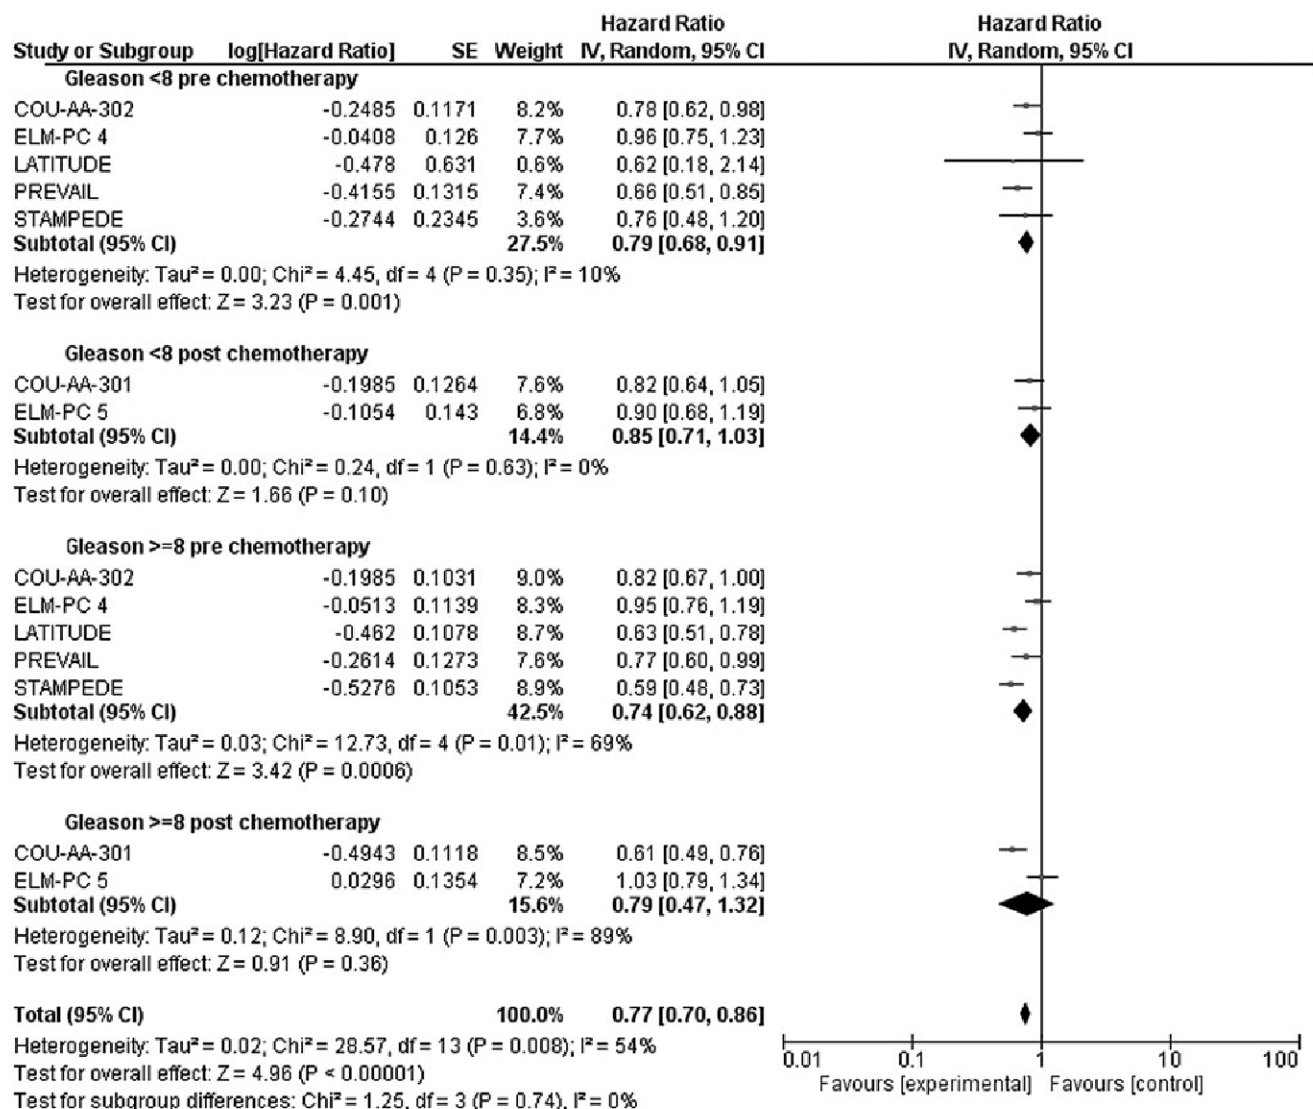 Hazard Ratio Hazard Ratio
Study or Subgroup log[Hazard Ratio] SE Weight IV, Random, 95% CI IV, Random, 95% CI
Gleason <8 pre chemotherapy
COU-AA-302 -0.2485 0.1171 8.2% 0.78 [0.62, 0.98]
ELM-PC 4 -0.0408 0.126 7.7% 0.96 [0.75, 1.23]
LATITUDE -0.478 0.631 0.6% 0.62 [0.18, 2.14]
PREVAIL -0.4155 0.1315 7.4% 0.66 [0.51, 0.85]
STAMPEDE -0.2744 0.2345 3.6% 0.76 [0.48, 1.20]
Subtotal (95% CI) 27.5% 0.79 [0.68, 0.91]
Heterogeneity: Tau² = 0.00; Chi² = 4.45, df = 4 (P = 0.35); I² = 10%
Test for overall effect: Z = 3.23 (P = 0.001)
Gleason <8 post chemotherapy
COU-AA-301 -0.1985 0.1264 7.6% 0.82 [0.64, 1.05]
ELM-PC 5 -0.1054 0.143 6.8% 0.90 [0.68, 1.19]
Subtotal (95% CI) 14.4% 0.85 [0.71, 1.03]
Heterogeneity: Tau² = 0.00; Chi² = 0.24, df = 1 (P = 0.63); I² = 0%
Test for overall effect: Z = 1.66 (P = 0.10)
Gleason >=8 pre chemotherapy
COU-AA-302 -0.1985 0.1031 9.0% 0.82 [0.67, 1.00]
ELM-PC 4 -0.0513 0.1139 8.3% 0.95 [0.76, 1.19]
LATITUDE -0.462 0.1078 8.7% 0.63 [0.51, 0.78]
PREVAIL -0.2614 0.1273 7.6% 0.77 [0.60, 0.99]
STAMPEDE -0.5276 0.1053 8.9% 0.59 [0.48, 0.73]
Subtotal (95% CI) 42.5% 0.74 [0.62, 0.88]
Heterogeneity: Tau² = 0.03; Chi² = 12.73, df = 4 (P = 0.01); I² = 69%
Test for overall effect: Z = 3.42 (P = 0.0006)
Gleason >=8 post chemotherapy
COU-AA-301 -0.4943 0.1118 8.5% 0.61 [0.49, 0.76]
ELM-PC 5 0.0296 0.1354 7.2% 1.03 [0.79, 1.34]
Subtotal (95% CI) 15.6% 0.79 [0.47, 1.32]
Heterogeneity: Tau² = 0.12; Chi² = 8.90, df = 1 (P = 0.003); I² = 89%
Test for overall effect: Z = 0.91 (P = 0.36)
Total (95% CI) 100.0% 0.77 [0.70, 0.86]
Heterogeneity: Tau² = 0.02; Chi² = 28.57, df = 13 (P = 0.008); I² = 54%
Test for overall effect: Z = 4.96 (P < 0.00001)
Test for subgroup differences: Chi² = 1.25, df = 3 (P = 0.74), I² = 0%
0.01 0.1 1 10 100
Favours [experimental] Favours [control]